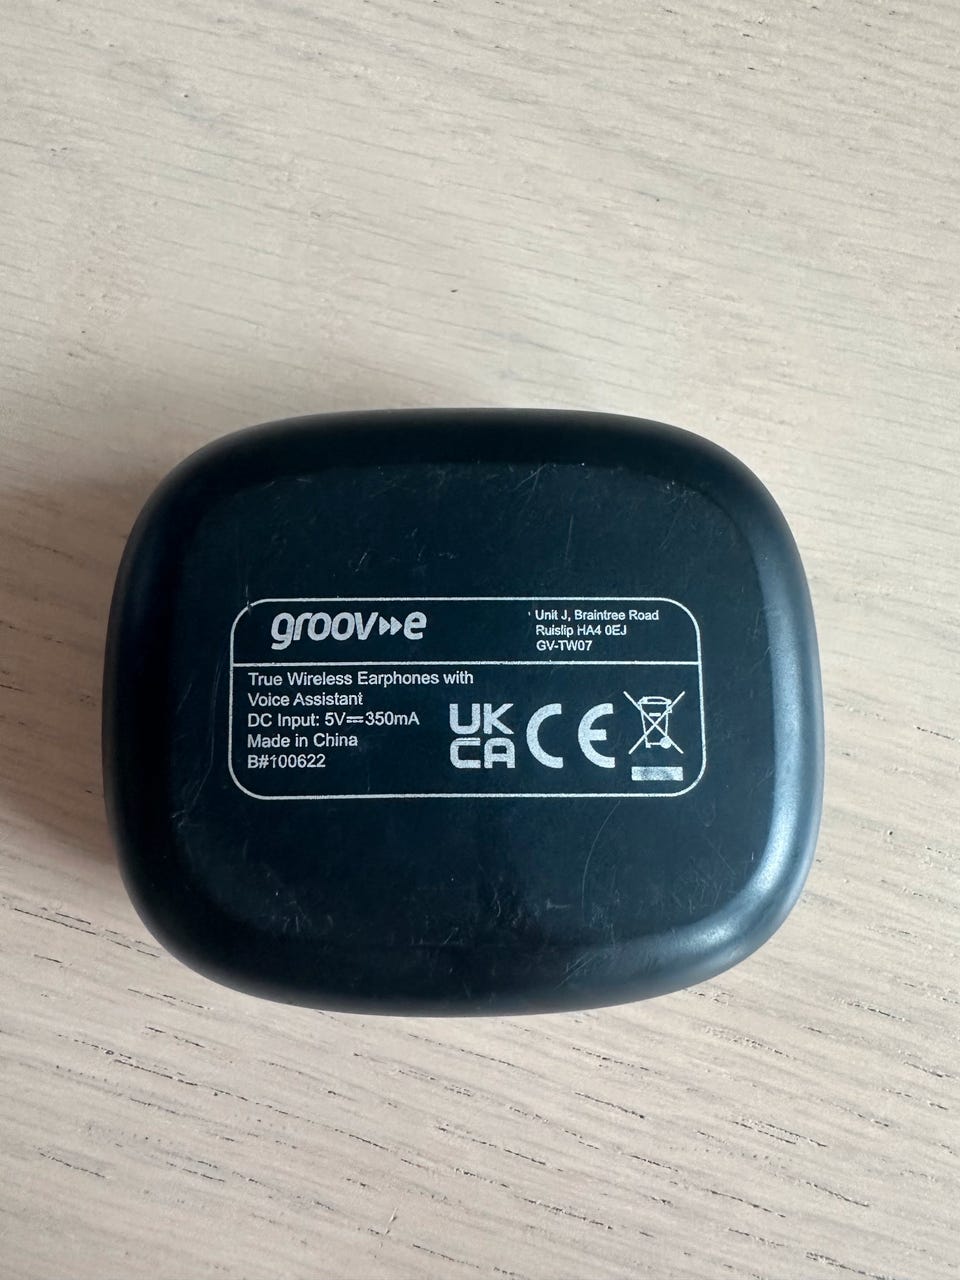 groov▸▸e
Unit J, Braintree Road
Ruislip HA4 0EJ
GV-TW07
True Wireless Earphones with
Voice Assistant
DC Input: 5V⎓350mA
Made in China
B#100622
UK
CA
CE